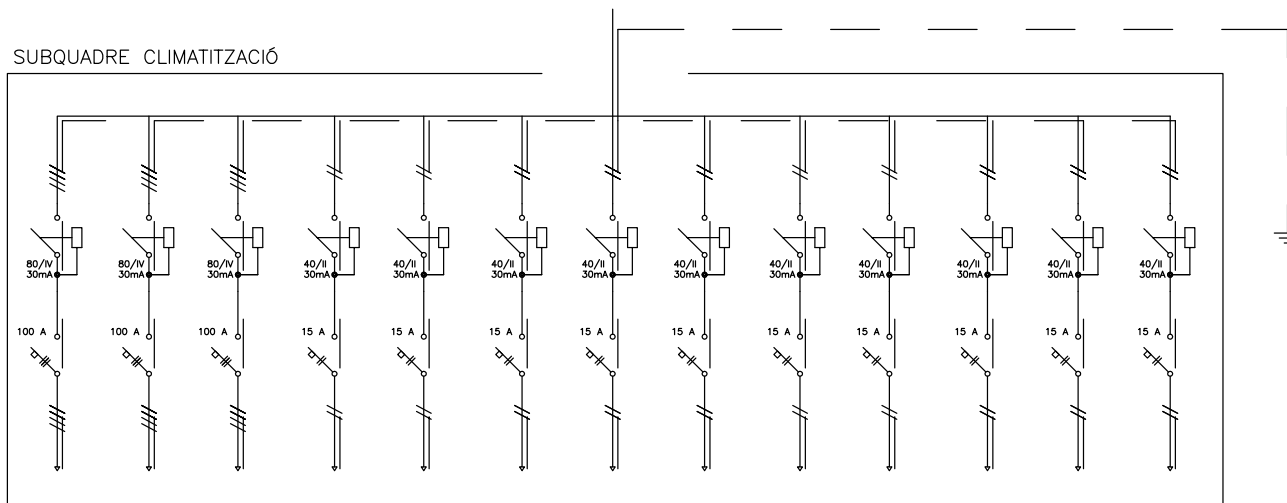 SUBQUADRE CLIMATITZACIÓ
80/IV 80/IV 80/IV 40/II 40/II 40/II 40/II 40/II 40/II 40/II 40/II 40/II 40/II
30mA 30mA 30mA 30mA 30mA 30mA 30mA 30mA 30mA 30mA 30mA 30mA 30mA
100 A 100 A 100 A 15 A 15 A 15 A 15 A 15 A 15 A 15 A 15 A 15 A 15 A